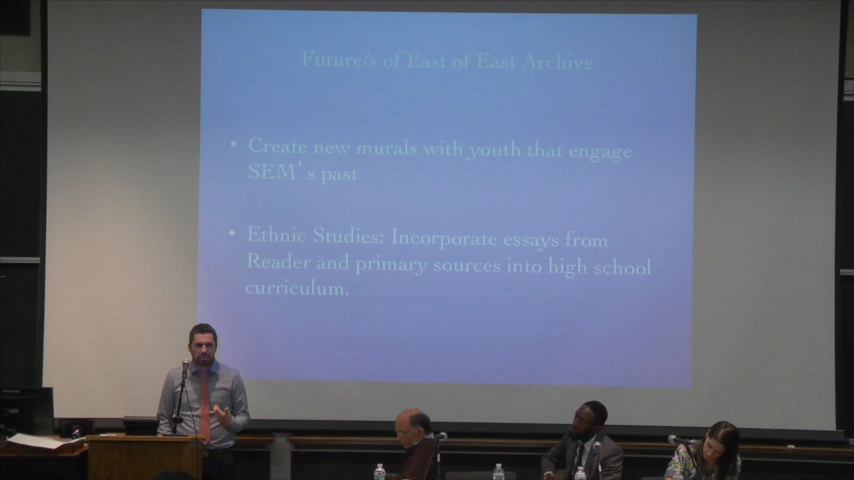 Future/s of East of East Archive
• Create new murals with youth that engage
SEM's past
• Ethnic Studies: Incorporate essays from
Reader and primary sources into high school
curriculum.